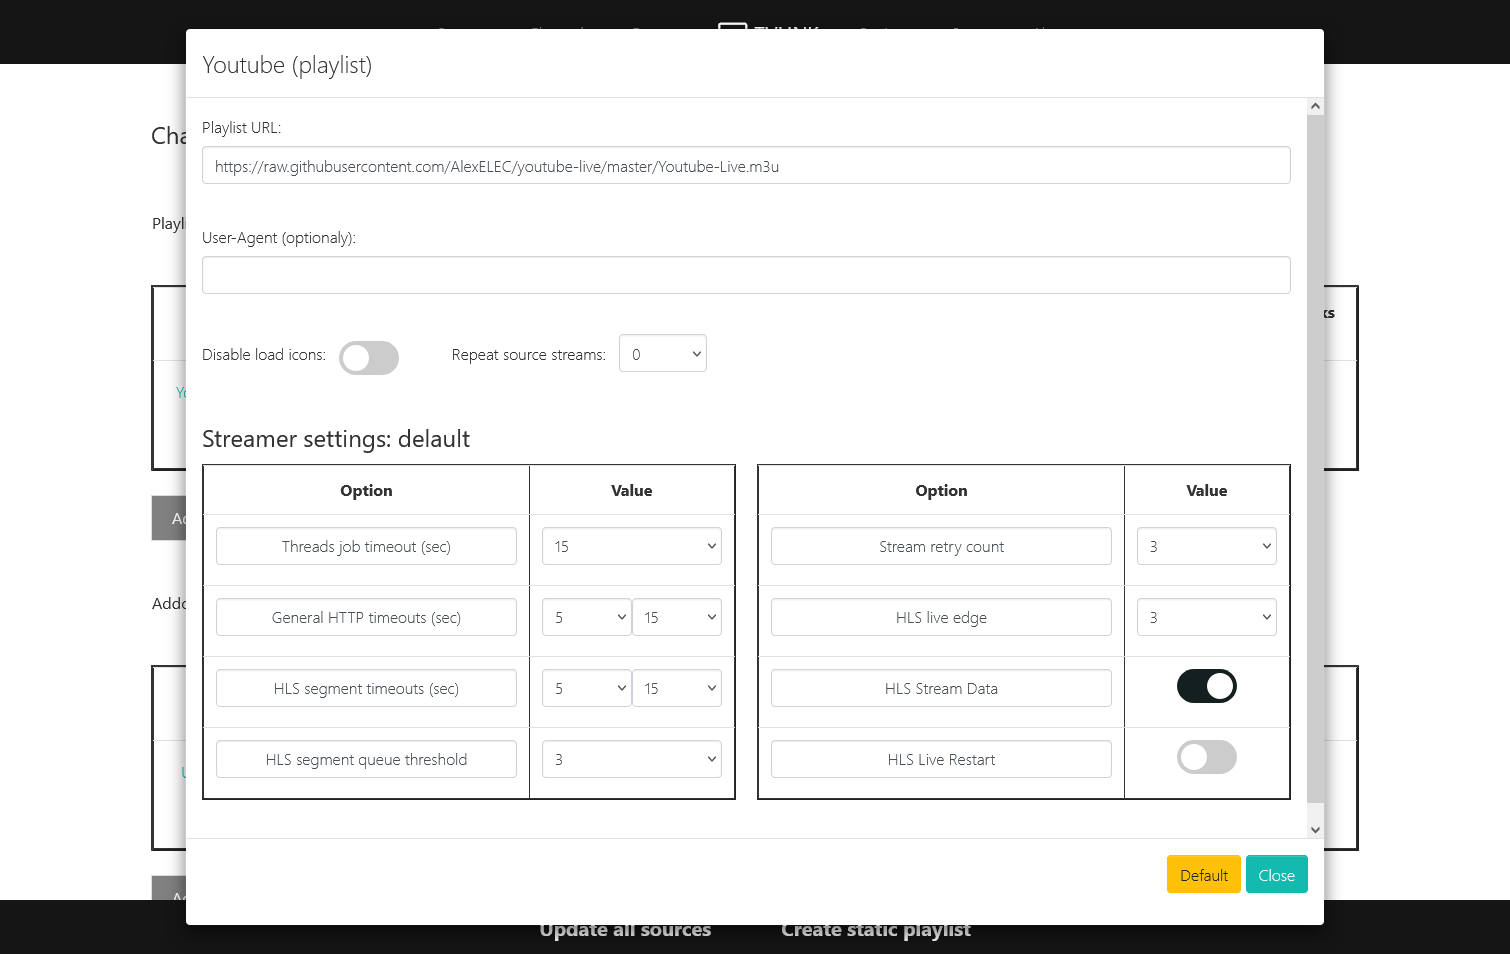 Youtube (playlist)
Playlist URL:
https://raw.githubusercontent.com/AlexELEC/youtube-live/master/Youtube-Live.m3u
User-Agent (optionaly):
Disable load icons:
Repeat source streams: 0
Streamer settings: delault
Option Value
Threads job timeout (sec) 15
General HTTP timeouts (sec) 5 15
HLS segment timeouts (sec) 5 15
HLS segment queue threshold 3
Option Value
Stream retry count 3
HLS live edge 3
HLS Stream Data
HLS Live Restart
Default Close
Update all sources Create static playlist